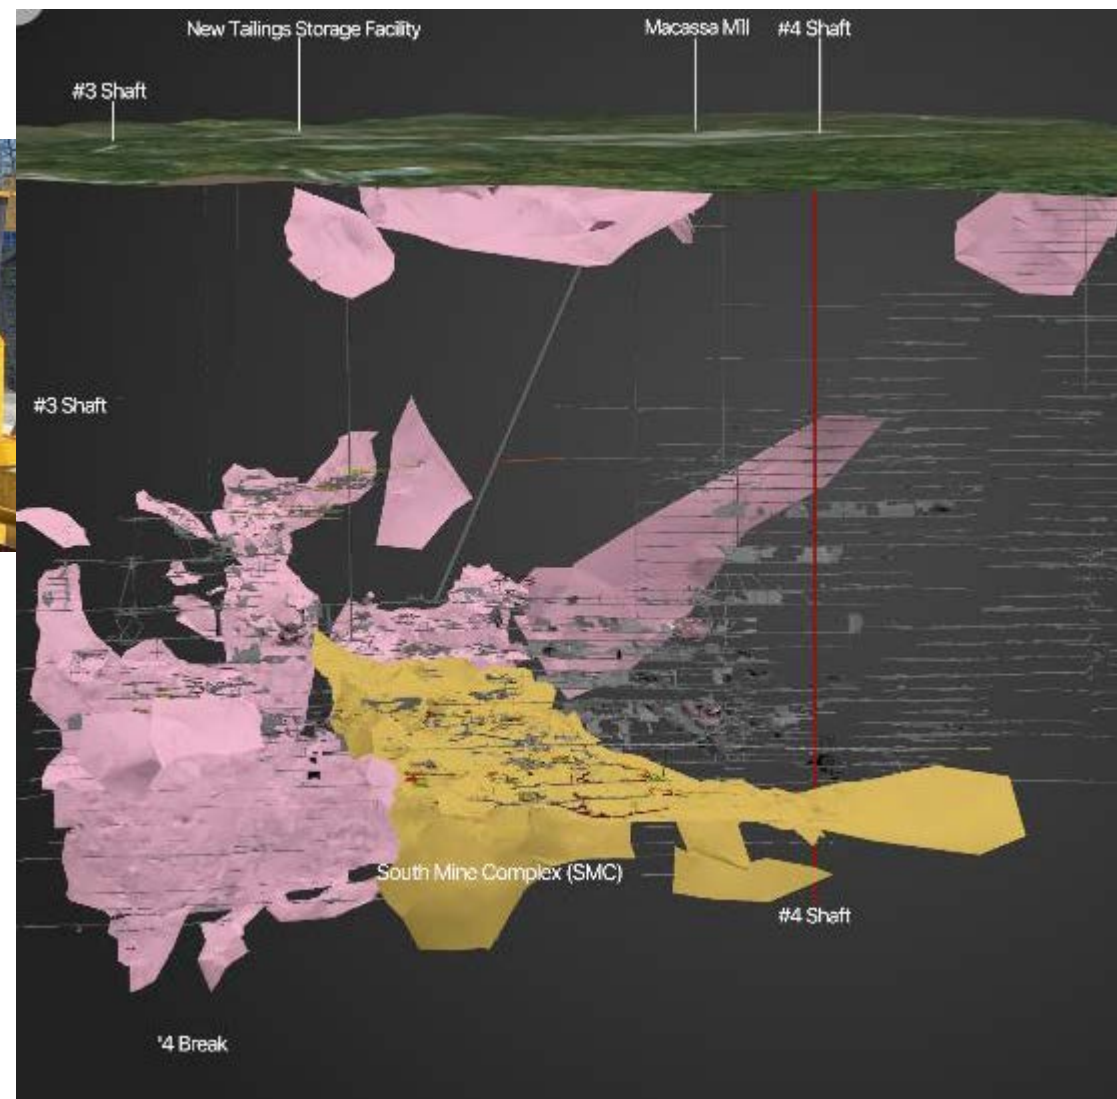 New Tailings Storage Facility
Macassa Mill
#4 Shaft
#3 Shaft
#3 Shaft
South Mine Complex (SMC)
#4 Shaft
'4 Break